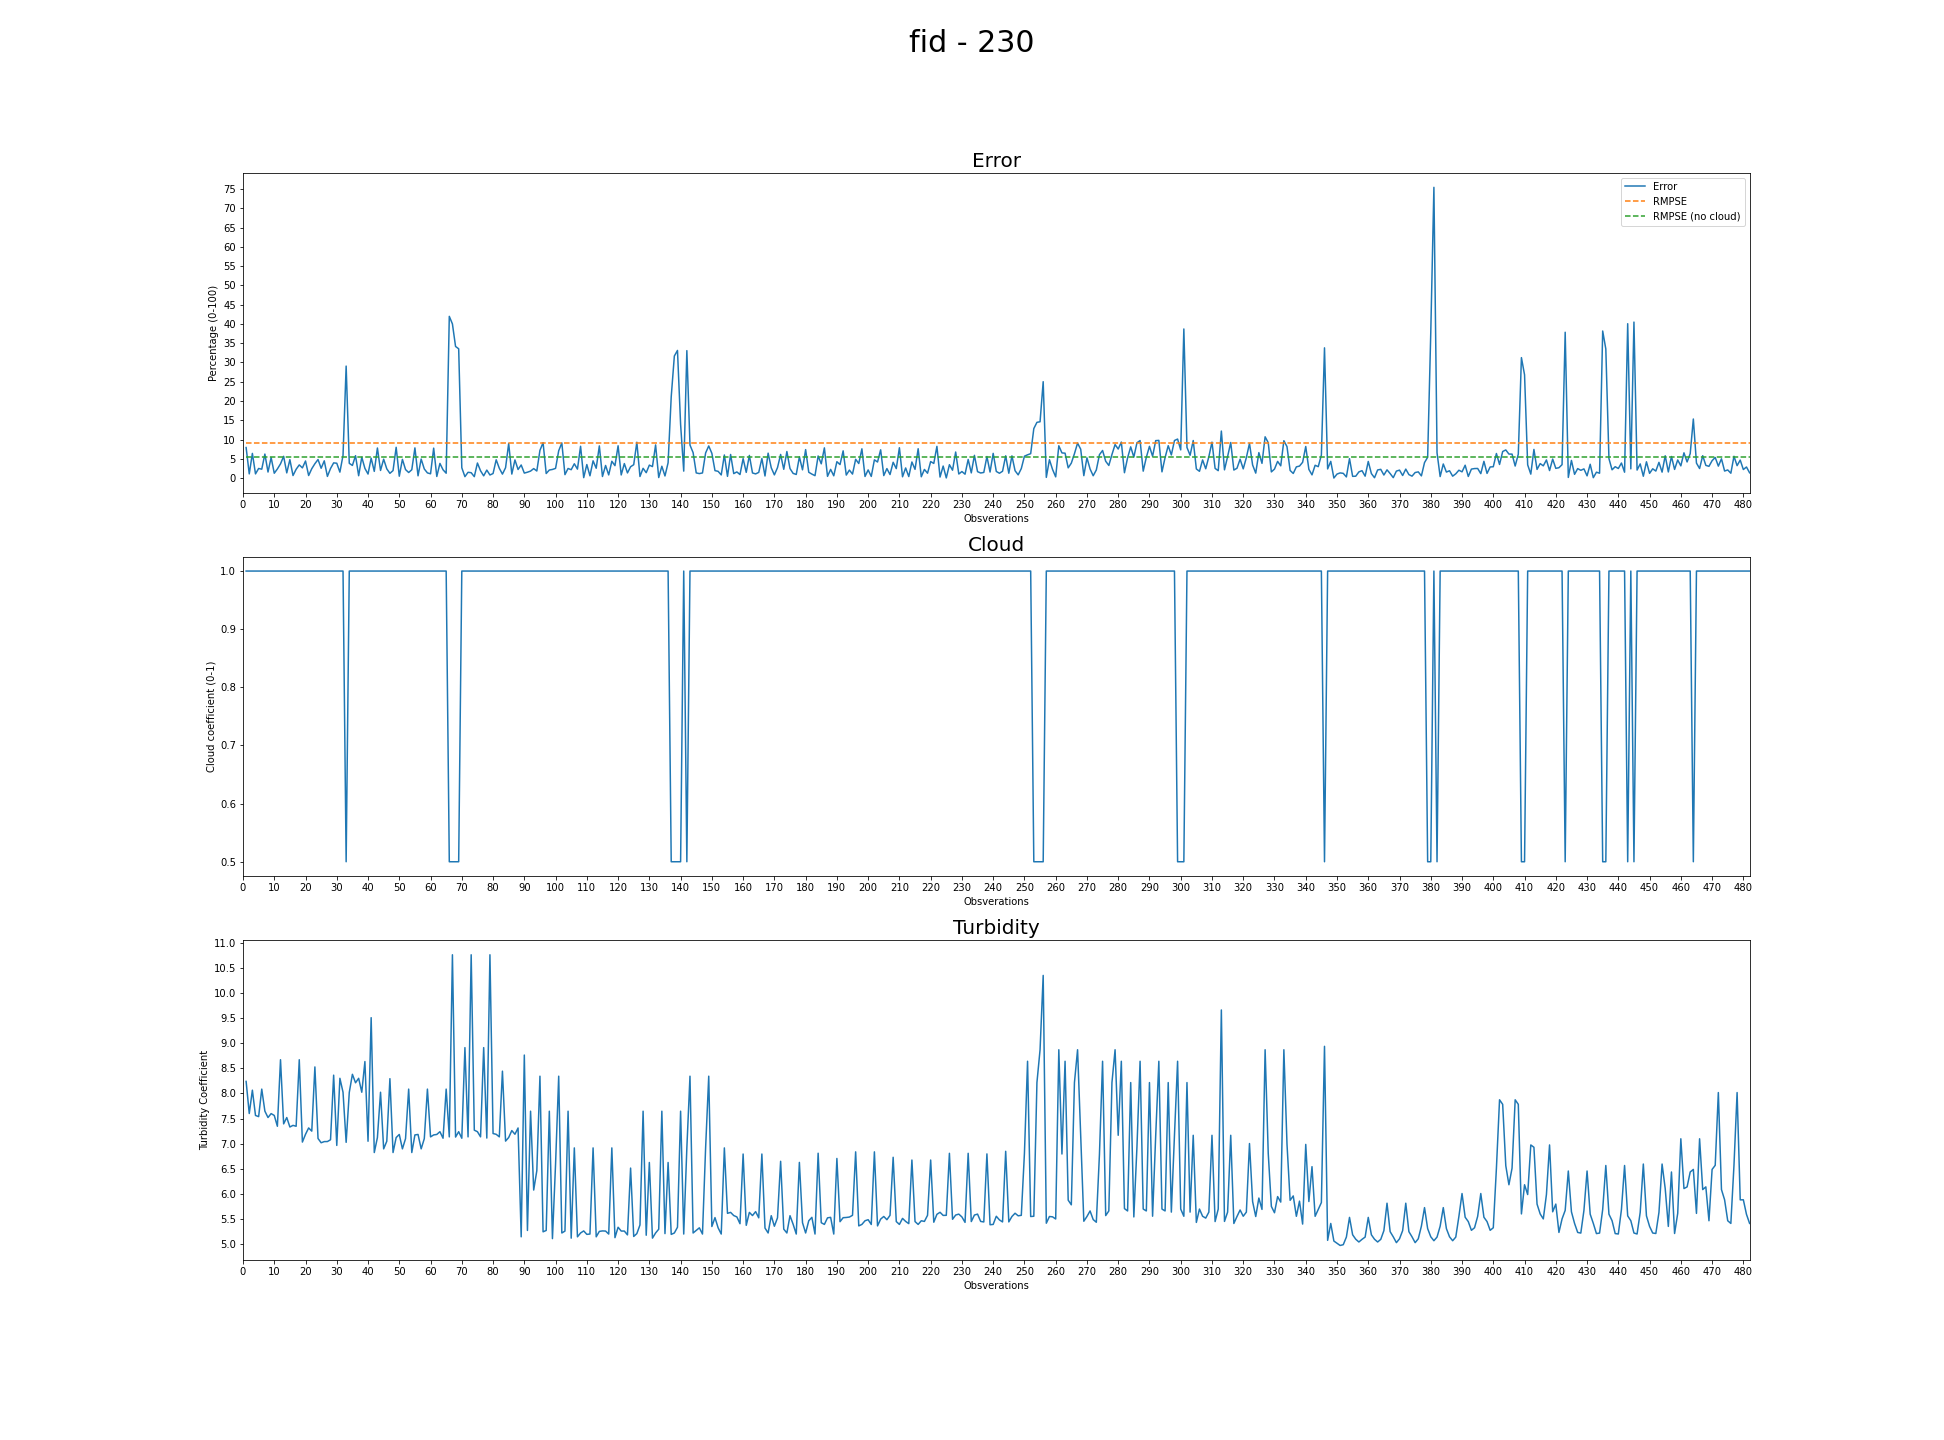 fid - 230
Error
Percentage (0-100)
75
70
65
60
55
50
45
40
35
30
25
20
15
10
5
0
Error
RMPSE
RMPSE (no cloud)
0 10 20 30 40 50 60 70 80 90 100 110 120 130 140 150 160 170 180 190 200 210 220 230 240 250 260 270 280 290 300 310 320 330 340 350 360 370 380 390 400 410 420 430 440 450 460 470 480
Obsverations
Cloud
Cloud coefficient (0-1)
1.0
0.9
0.8
0.7
0.6
0.5
0 10 20 30 40 50 60 70 80 90 100 110 120 130 140 150 160 170 180 190 200 210 220 230 240 250 260 270 280 290 300 310 320 330 340 350 360 370 380 390 400 410 420 430 440 450 460 470 480
Obsverations
Turbidity
Turbidity Coefficient
11.0
10.5
10.0
9.5
9.0
8.5
8.0
7.5
7.0
6.5
6.0
5.5
5.0
0 10 20 30 40 50 60 70 80 90 100 110 120 130 140 150 160 170 180 190 200 210 220 230 240 250 260 270 280 290 300 310 320 330 340 350 360 370 380 390 400 410 420 430 440 450 460 470 480
Obsverations